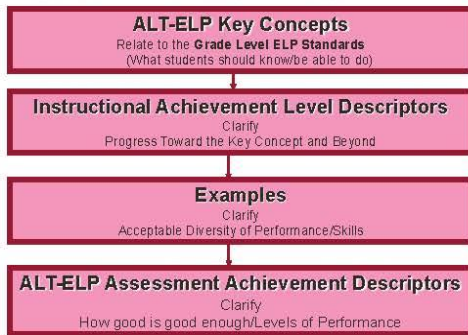 ALT-ELP Key Concepts
Relate to the Grade Level ELP Standards
(What students should know/be able to do)
Instructional Achievement Level Descriptors
Clarify
Progress Toward the Key Concept and Beyond
Examples
Clarify
Acceptable Diversity of Performance/Skills
ALT-ELP Assessment Achievement Descriptors
Clarify
How good is good enough/Levels of Performance